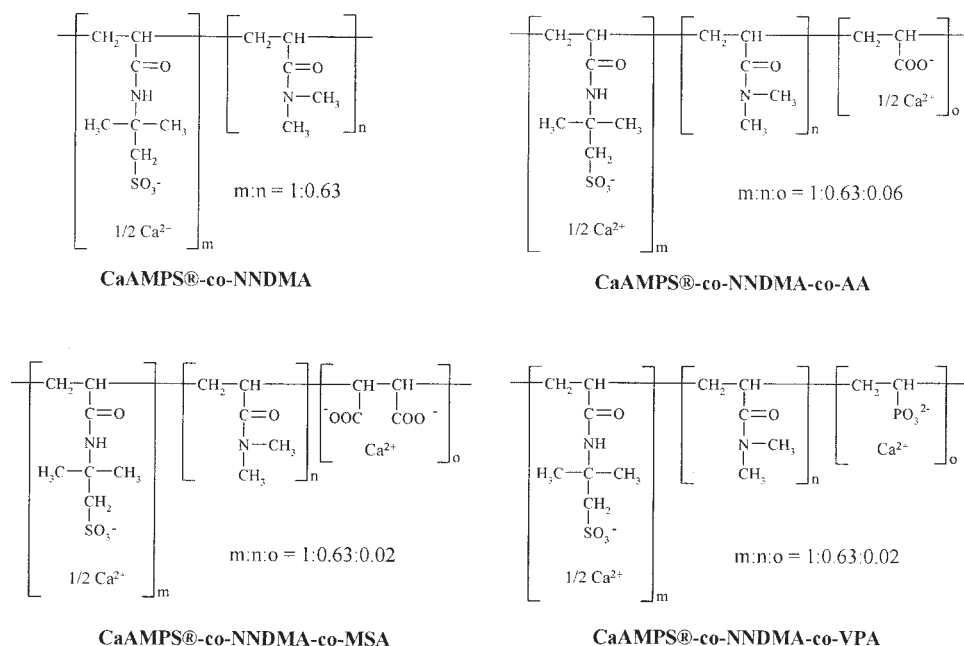 CH₂—CH CH₂—CH
C=O C=O
NH N—CH₃
H₃C—C—CH₃ CH₃
CH₂
SO₃⁻
1/2 Ca²⁻
m
n
m:n = 1:0.63
CaAMPS®-co-NNDMA
CH₂—CH CH₂—CH CH₂—CH
C=O C=O COO⁻
NH N—CH₃ 1/2 Ca²⁺
H₃C—C—CH₃ CH₃
CH₂
SO₃⁻
1/2 Ca²⁺
m
n
o
m:n:o = 1:0.63:0.06
CaAMPS®-co-NNDMA-co-AA
CH₂—CH CH₂—CH CH—CH
C=O C=O ⁻OOC COO⁻
NH N—CH₃ Ca²⁺
H₃C—C—CH₃ CH₃
CH₂
SO₃⁻
1/2 Ca²⁻
m
n
o
m:n:o = 1:0.63:0.02
CaAMPS®-co-NNDMA-co-MSA
CH₂—CH CH₂—CH CH₂—CH
C=O C=O PO₃²⁻
NH N—CH₃ Ca²⁺
H₃C—C—CH₃ CH₃
CH₂
SO₃⁻
1/2 Ca²⁺
m
n
o
m:n:o = 1:0.63:0.02
CaAMPS®-co-NNDMA-co-VPA